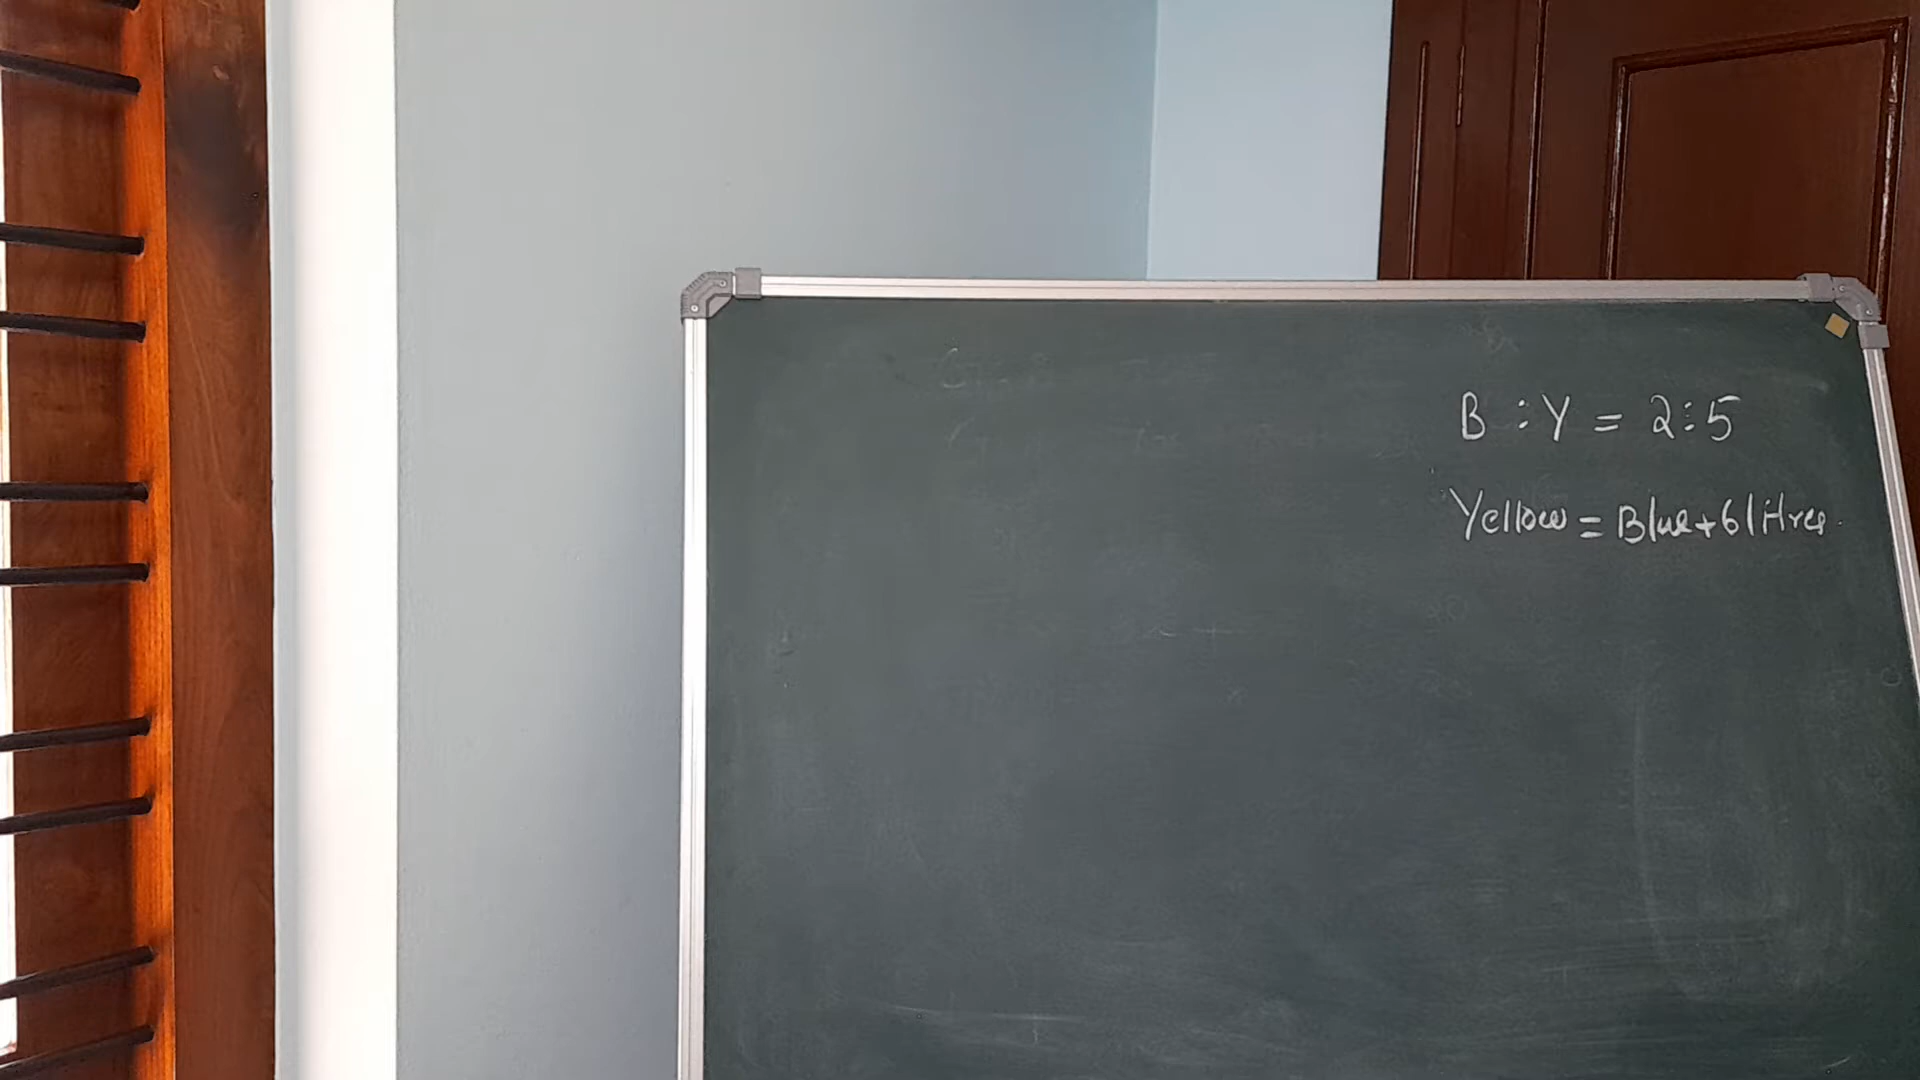 B : Y = 2 : 5
Yellow = Blue + 6 litres.